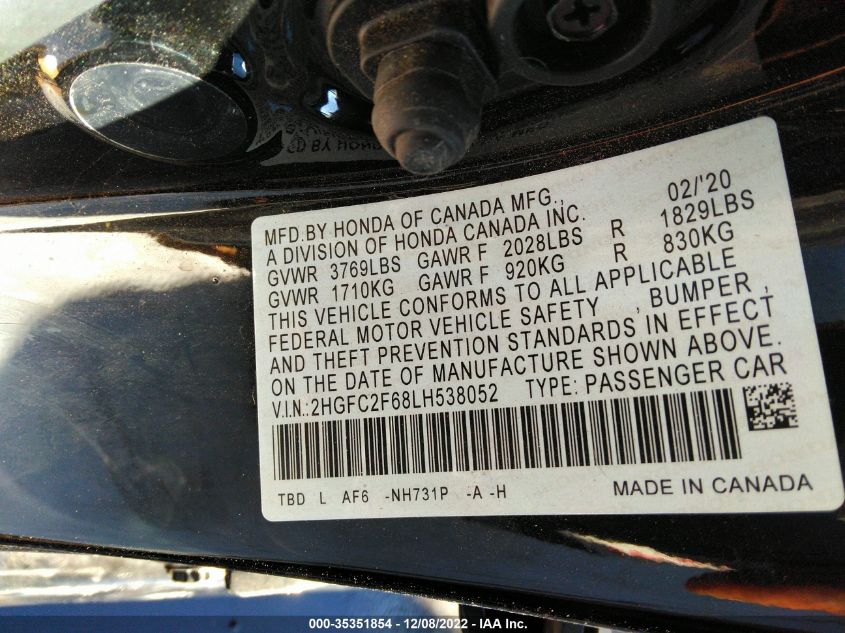 BY HONDA
MFD.BY HONDA OF CANADA MFG., 02/'20
A DIVISION OF HONDA CANADA INC.
GVWR 3769LBS GAWR F 2028LBS R 1829LBS
GVWR 1710KG GAWR F 920KG R 830KG
THIS VEHICLE CONFORMS TO ALL APPLICABLE
FEDERAL MOTOR VEHICLE SAFETY , BUMPER ,
AND THEFT PREVENTION STANDARDS IN EFFECT
ON THE DATE OF MANUFACTURE SHOWN ABOVE.
V.I.N.:2HGFC2F68LH538052 TYPE: PASSENGER CAR
TBD L AF6 -NH731P -A -H MADE IN CANADA
000-35351854 - 12/08/2022 - IAA Inc.